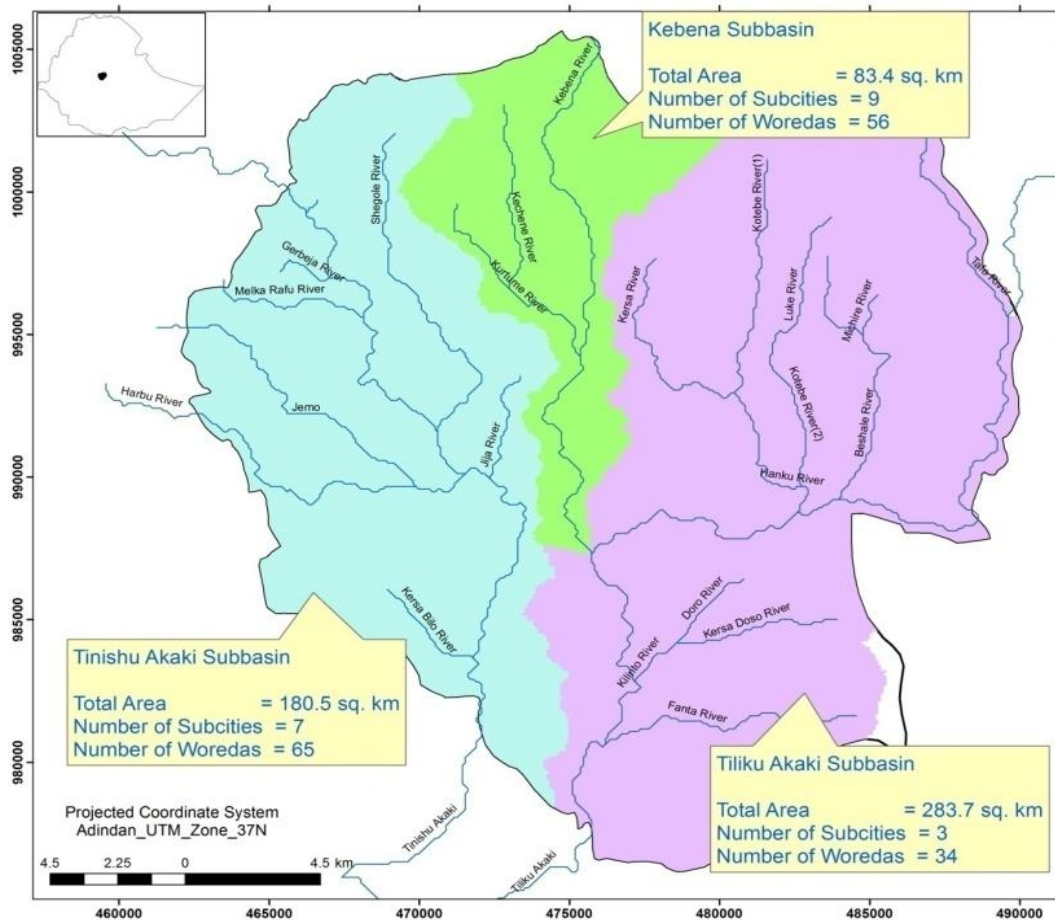 Kebena Subbasin
Total Area = 83.4 sq. km
Number of Subcities = 9
Number of Woredas = 56
Kebena River
Kechene River
Kurtume River
Shegole River
Gerbeja River
Melka Rafu River
Harbu River
Jemo
Jija River
Kersa River
Kotebe River(1)
Luke River
Michire River
Tafo River
Kotebe River(2)
Beshale River
Hanku River
Kersa Bilo River
Doro River
Kersa Doso River
Kilinto River
Fanta River
Tinishu Akaki Subbasin
Total Area = 180.5 sq. km
Number of Subcities = 7
Number of Woredas = 65
Tiliku Akaki Subbasin
Total Area = 283.7 sq. km
Number of Subcities = 3
Number of Woredas = 34
Tinishu Akaki
Tiliku Akaki
Projected Coordinate System
Adindan_UTM_Zone_37N
4.5 2.25 0 4.5 km
1005000
1000000
995000
990000
985000
980000
460000 465000 470000 475000 480000 485000 490000